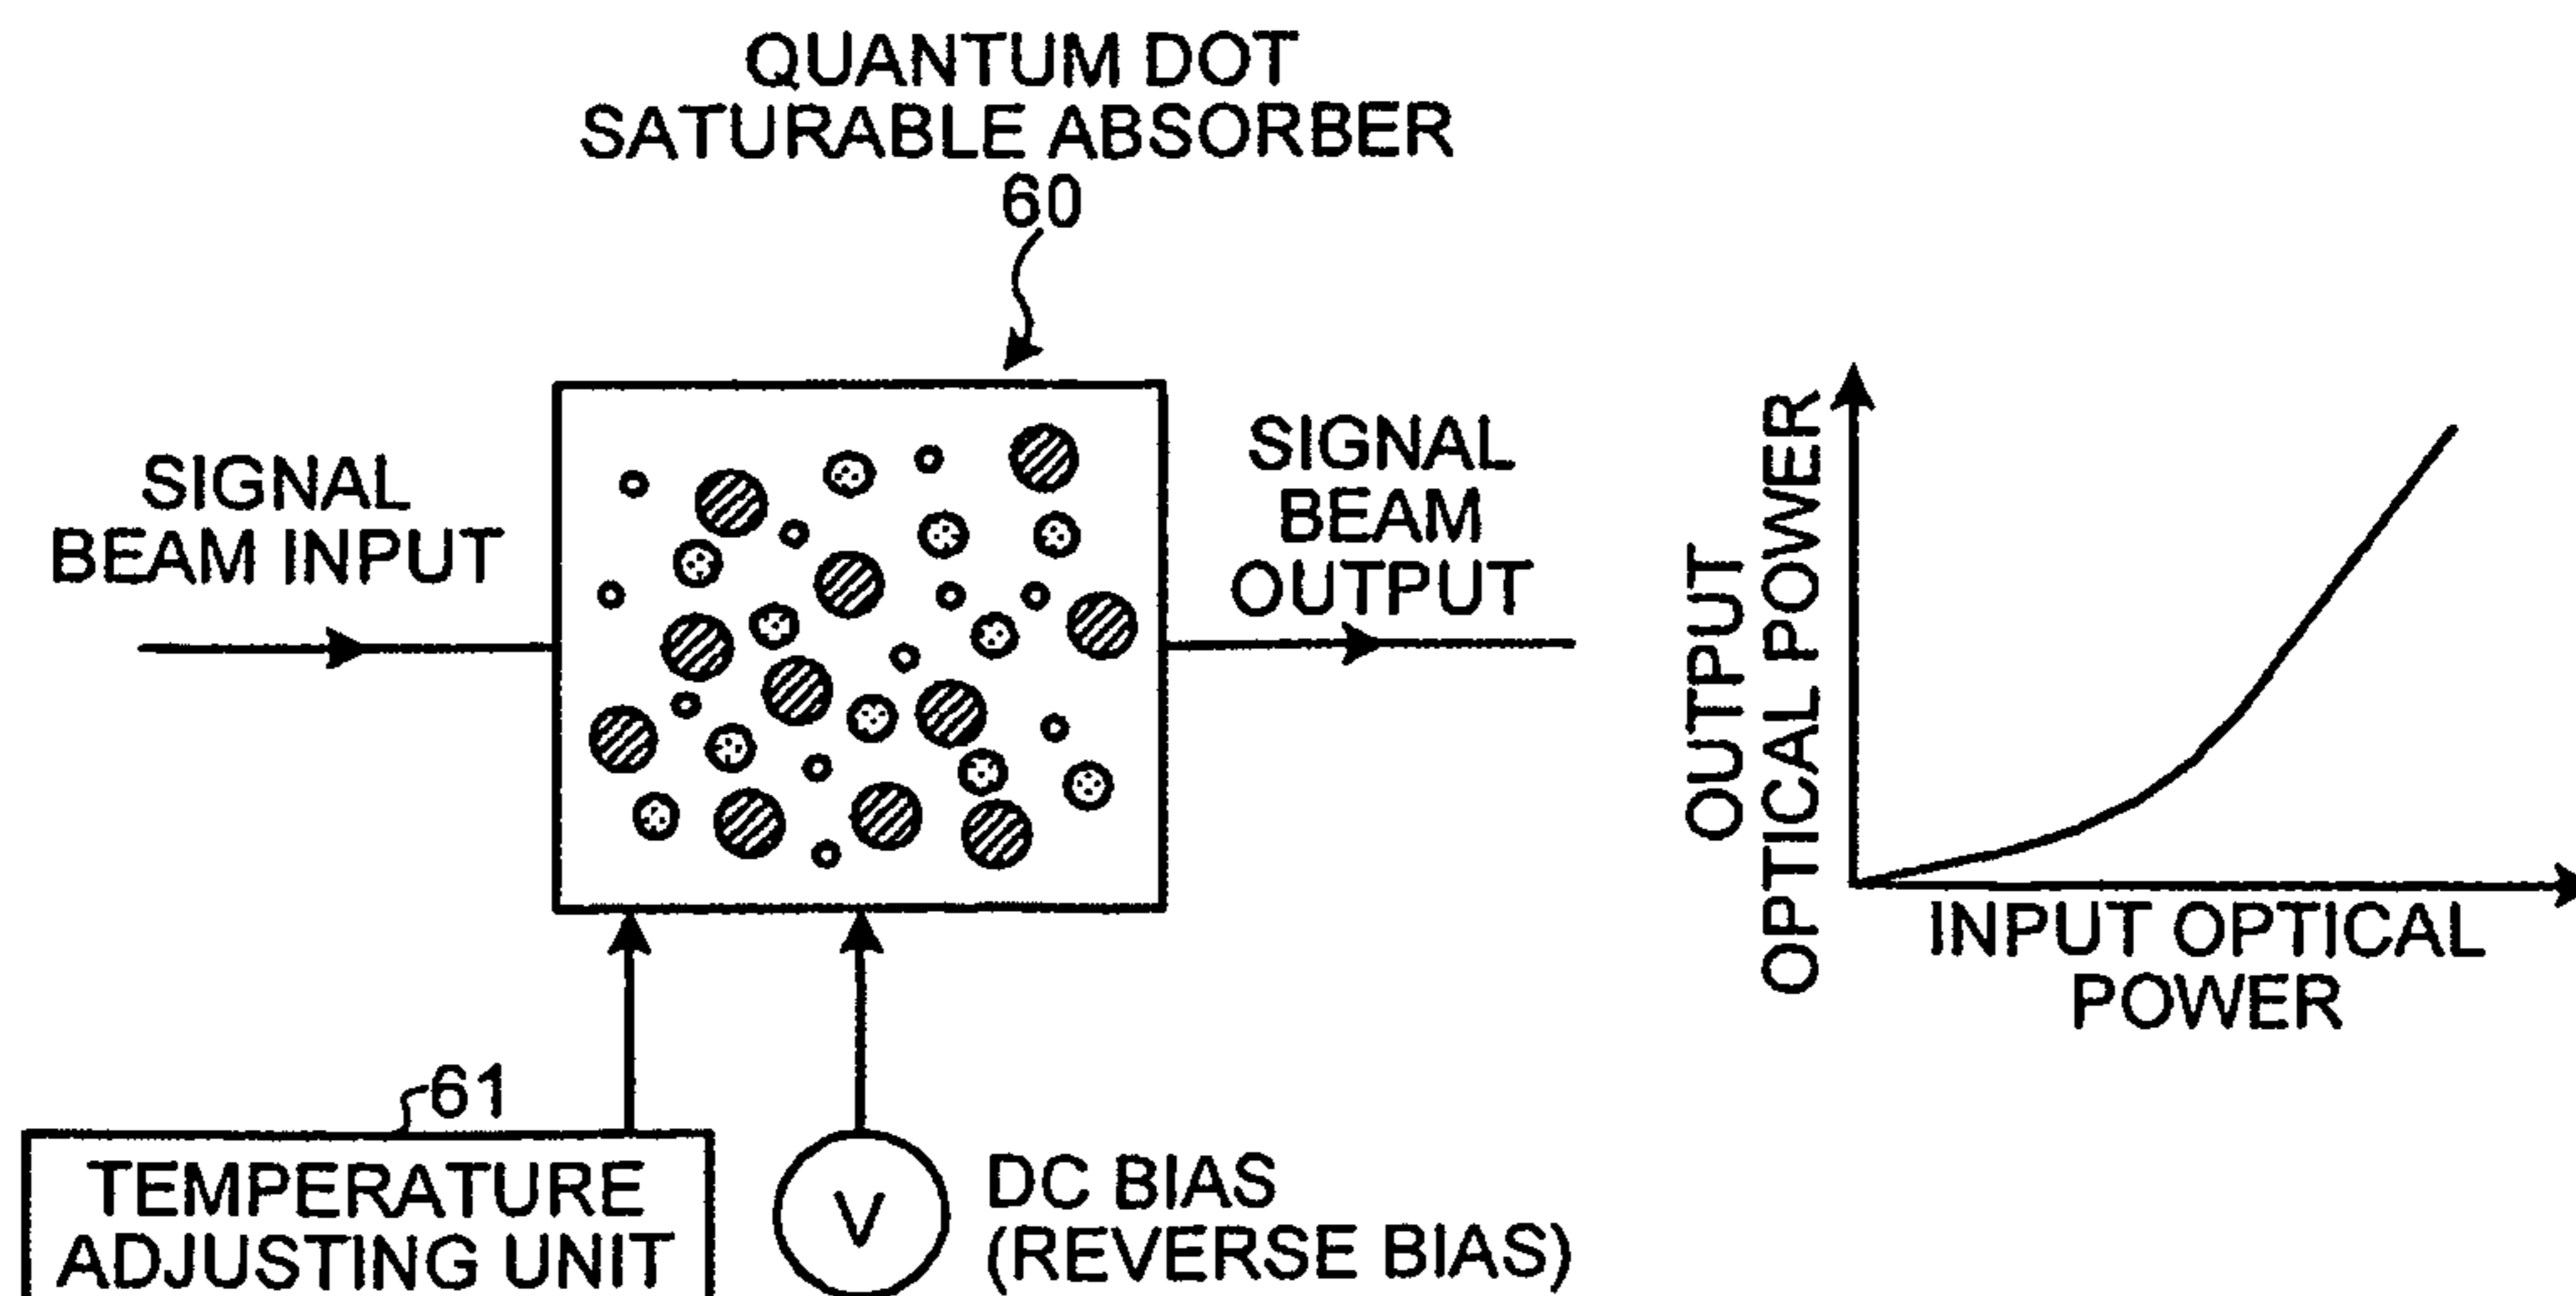 QUANTUM DOT
SATURABLE ABSORBER
60
SIGNAL
BEAM INPUT
SIGNAL
BEAM
OUTPUT
OUTPUT
OPTICAL POWER
INPUT OPTICAL
POWER
61
TEMPERATURE
ADJUSTING UNIT
V
DC BIAS
(REVERSE BIAS)